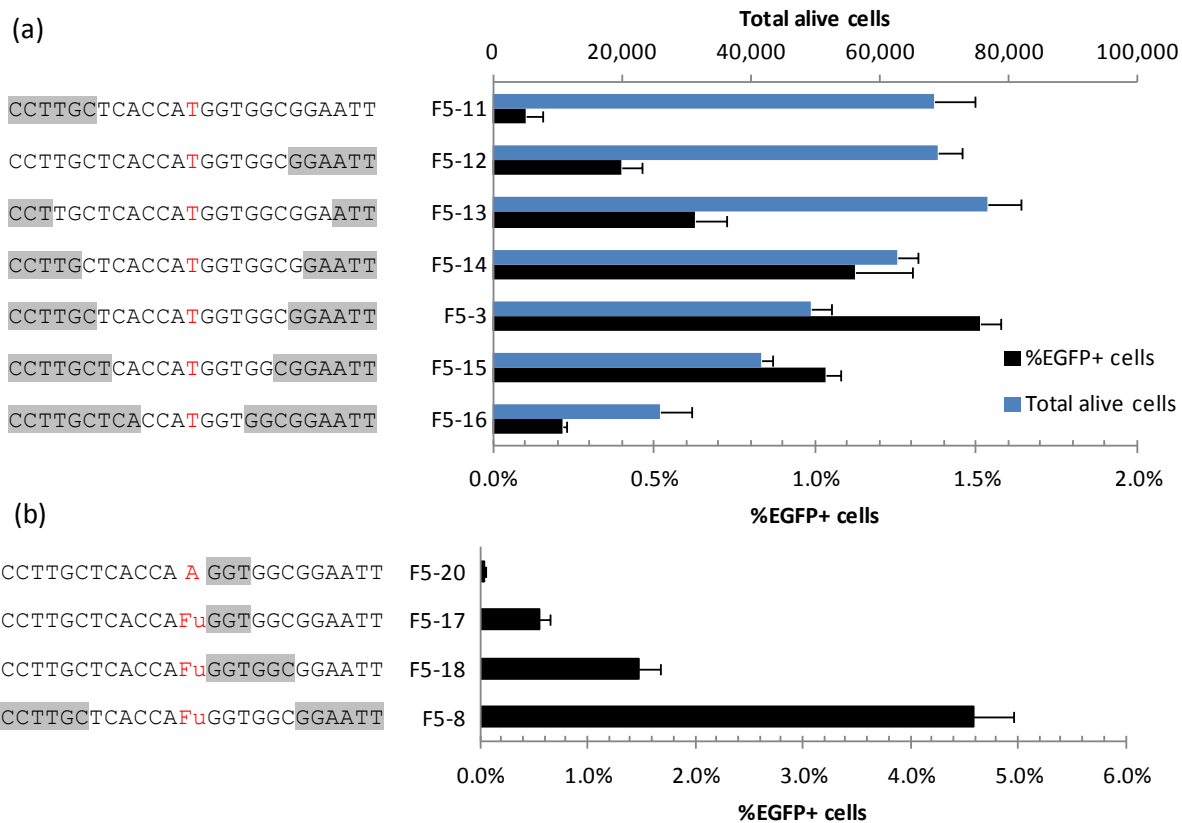 (a)
Total alive cells
0 20,000 40,000 60,000 80,000 100,000
CCTTGCTCACCATGGTGGCGGAATT F5-11
CCTTGCTCACCATGGTGGCGGAATT F5-12
CCTTGCTCACCATGGTGGCGGAATT F5-13
CCTTGCTCACCATGGTGGCGGAATT F5-14
CCTTGCTCACCATGGTGGCGGAATT F5-3
CCTTGCTCACCATGGTGGCGGAATT F5-15
CCTTGCTCACCATGGTGGCGGAATT F5-16
%EGFP+ cells
Total alive cells
0.0% 0.5% 1.0% 1.5% 2.0%
%EGFP+ cells
(b)
CCTTGCTCACCA A GGTGGCGGAATT F5-20
CCTTGCTCACCAFuGGTGGCGGAATT F5-17
CCTTGCTCACCAFuGGTGGCGGAATT F5-18
CCTTGCTCACCAFuGGTGGCGGAATT F5-8
0.0% 1.0% 2.0% 3.0% 4.0% 5.0% 6.0%
%EGFP+ cells